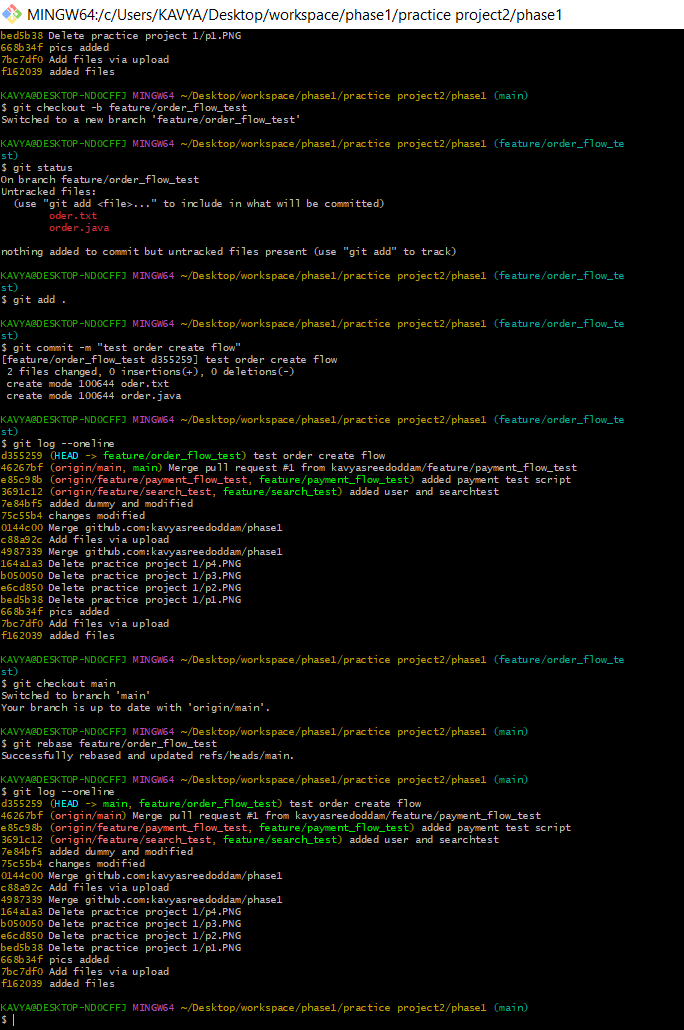 MINGW64:/c/Users/KAVYA/Desktop/workspace/phase1/practice project2/phase1
bed5b38 Delete practice project 1/p1.PNG
668b34f pics added
7bc7df0 Add files via upload
f162039 added files
KAVYA@DESKTOP-ND0CFFJ MINGW64 ~/Desktop/workspace/phase1/practice project2/phase1 (main)
$ git checkout -b feature/order_flow_test
Switched to a new branch 'feature/order_flow_test'
KAVYA@DESKTOP-ND0CFFJ MINGW64 ~/Desktop/workspace/phase1/practice project2/phase1 (feature/order_flow_te
st)
$ git status
On branch feature/order_flow_test
Untracked files:
  (use "git add <file>..." to include in what will be committed)
        oder.txt
        order.java
nothing added to commit but untracked files present (use "git add" to track)
KAVYA@DESKTOP-ND0CFFJ MINGW64 ~/Desktop/workspace/phase1/practice project2/phase1 (feature/order_flow_te
st)
$ git add .
KAVYA@DESKTOP-ND0CFFJ MINGW64 ~/Desktop/workspace/phase1/practice project2/phase1 (feature/order_flow_te
st)
$ git commit -m "test order create flow"
[feature/order_flow_test d355259] test order create flow
 2 files changed, 0 insertions(+), 0 deletions(-)
 create mode 100644 oder.txt
 create mode 100644 order.java
KAVYA@DESKTOP-ND0CFFJ MINGW64 ~/Desktop/workspace/phase1/practice project2/phase1 (feature/order_flow_te
st)
$ git log --oneline
d355259 (HEAD -> feature/order_flow_test) test order create flow
46267bf (origin/main, main) Merge pull request #1 from kavyasreedoddam/feature/payment_flow_test
e85c98b (origin/feature/payment_flow_test, feature/payment_flow_test) added payment test script
3691c12 (origin/feature/search_test, feature/search_test) added user and searchtest
7e84bf5 added dummy and modified
75c55b4 changes modified
0144c00 Merge github.com:kavyasreedoddam/phase1
c88a92c Add files via upload
4987339 Merge github.com:kavyasreedoddam/phase1
164a1a3 Delete practice project 1/p4.PNG
b050050 Delete practice project 1/p3.PNG
e6cd850 Delete practice project 1/p2.PNG
bed5b38 Delete practice project 1/p1.PNG
668b34f pics added
7bc7df0 Add files via upload
f162039 added files
KAVYA@DESKTOP-ND0CFFJ MINGW64 ~/Desktop/workspace/phase1/practice project2/phase1 (feature/order_flow_te
st)
$ git checkout main
Switched to branch 'main'
Your branch is up to date with 'origin/main'.
KAVYA@DESKTOP-ND0CFFJ MINGW64 ~/Desktop/workspace/phase1/practice project2/phase1 (main)
$ git rebase feature/order_flow_test
Successfully rebased and updated refs/heads/main.
KAVYA@DESKTOP-ND0CFFJ MINGW64 ~/Desktop/workspace/phase1/practice project2/phase1 (main)
$ git log --oneline
d355259 (HEAD -> main, feature/order_flow_test) test order create flow
46267bf (origin/main) Merge pull request #1 from kavyasreedoddam/feature/payment_flow_test
e85c98b (origin/feature/payment_flow_test, feature/payment_flow_test) added payment test script
3691c12 (origin/feature/search_test, feature/search_test) added user and searchtest
7e84bf5 added dummy and modified
75c55b4 changes modified
0144c00 Merge github.com:kavyasreedoddam/phase1
c88a92c Add files via upload
4987339 Merge github.com:kavyasreedoddam/phase1
164a1a3 Delete practice project 1/p4.PNG
b050050 Delete practice project 1/p3.PNG
e6cd850 Delete practice project 1/p2.PNG
bed5b38 Delete practice project 1/p1.PNG
668b34f pics added
7bc7df0 Add files via upload
f162039 added files
KAVYA@DESKTOP-ND0CFFJ MINGW64 ~/Desktop/workspace/phase1/practice project2/phase1 (main)
$